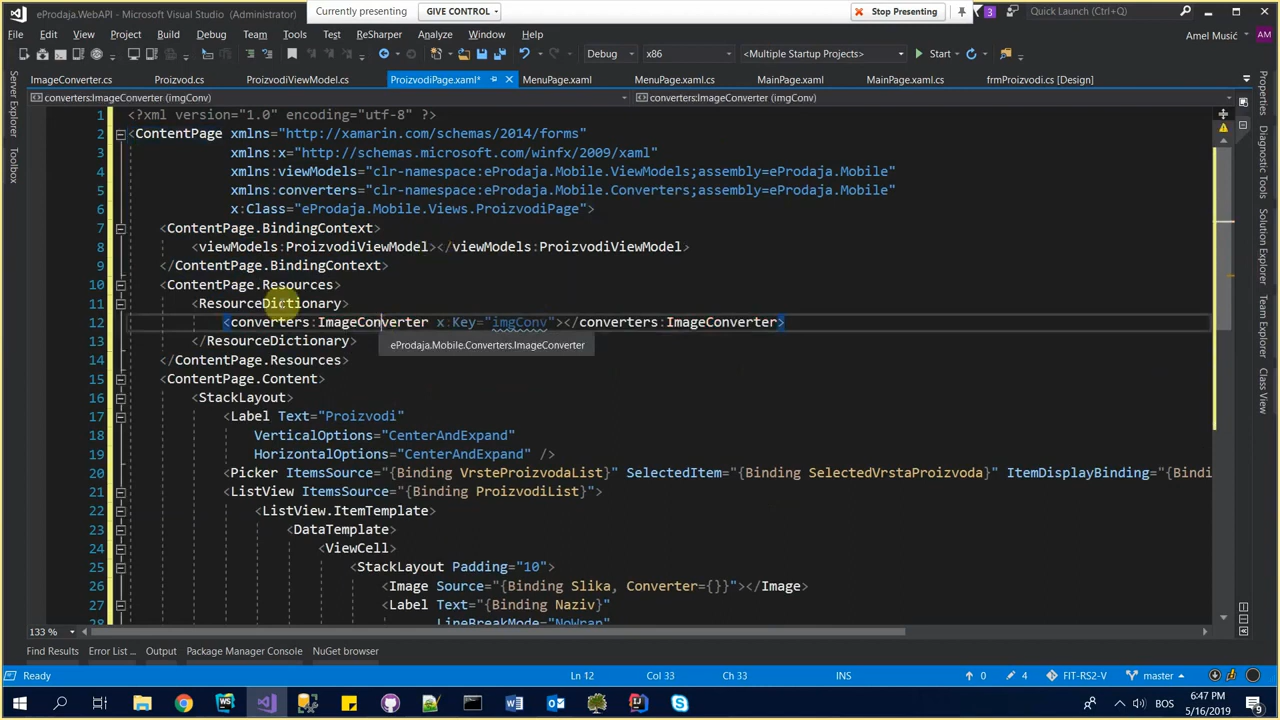 eProdaja.WebAPI - Microsoft Visual Studio (Administrator)
Currently presenting
GIVE CONTROL
Stop Presenting
3
Quick Launch (Ctrl+Q)
File Edit View Project Build Debug Team Tools Test ReSharper Analyze Window Help
Amel Musić AM
Debug x86 <Multiple Startup Projects> Start
ImageConverter.cs Proizvod.cs ProizvodiViewModel.cs ProizvodiPage.xaml* MenuPage.xaml MenuPage.xaml.cs MainPage.xaml MainPage.xaml.cs frmProizvodi.cs [Design]
converters:ImageConverter (imgConv) converters:ImageConverter (imgConv)
Server Explorer
Toolbox
1 <?xml version="1.0" encoding="utf-8" ?>
2 <ContentPage xmlns="http://xamarin.com/schemas/2014/forms"
3 xmlns:x="http://schemas.microsoft.com/winfx/2009/xaml"
4 xmlns:viewModels="clr-namespace:eProdaja.Mobile.ViewModels;assembly=eProdaja.Mobile"
5 xmlns:converters="clr-namespace:eProdaja.Mobile.Converters;assembly=eProdaja.Mobile"
6 x:Class="eProdaja.Mobile.Views.ProizvodiPage">
7 <ContentPage.BindingContext>
8 <viewModels:ProizvodiViewModel></viewModels:ProizvodiViewModel>
9 </ContentPage.BindingContext>
10 <ContentPage.Resources>
11 <ResourceDictionary>
12 <converters:ImageConverter x:Key="imgConv"></converters:ImageConverter>
13 </ResourceDictionary>
eProdaja.Mobile.Converters.ImageConverter
14 </ContentPage.Resources>
15 <ContentPage.Content>
16 <StackLayout>
17 <Label Text="Proizvodi"
18 VerticalOptions="CenterAndExpand"
19 HorizontalOptions="CenterAndExpand" />
20 <Picker ItemsSource="{Binding VrsteProizvodaList}" SelectedItem="{Binding SelectedVrstaProizvoda}" ItemDisplayBinding="{Bindi
21 <ListView ItemsSource="{Binding ProizvodiList}">
22 <ListView.ItemTemplate>
23 <DataTemplate>
24 <ViewCell>
25 <StackLayout Padding="10">
26 <Image Source="{Binding Slika, Converter={}}"></Image>
27 <Label Text="{Binding Naziv}"
28 LineBreakMode="NoWrap"
Properties
Notifications
Solution Explorer
Team Explorer
Class View
133 %
Find Results Error List ... Output Package Manager Console NuGet browser
Ready Ln 12 Col 33 Ch 33 INS 0 4 FIT-RS2-V master
BOS
6:47 PM
5/16/2019
9